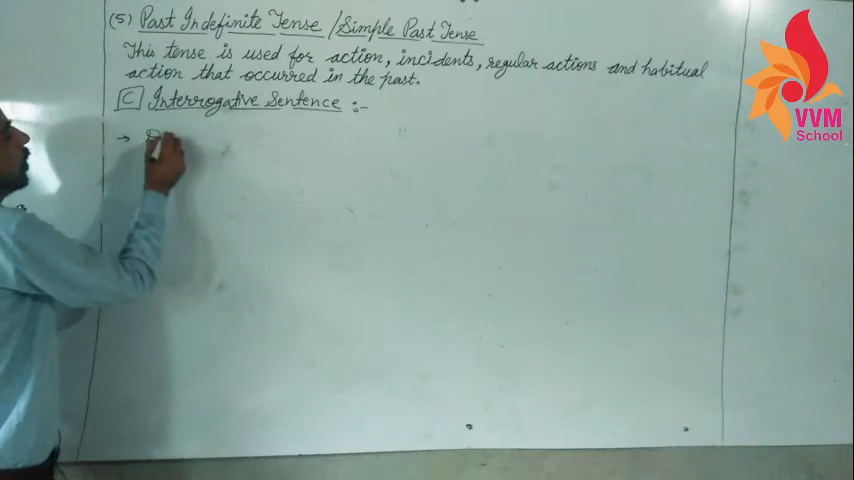 (5) Past Indefinite Tense / Simple Past Tense
This tense is used for action, incidents, regular actions and habitual
action that occurred in the past.
[C] Interrogative Sentence :-
→ D
VVM
School